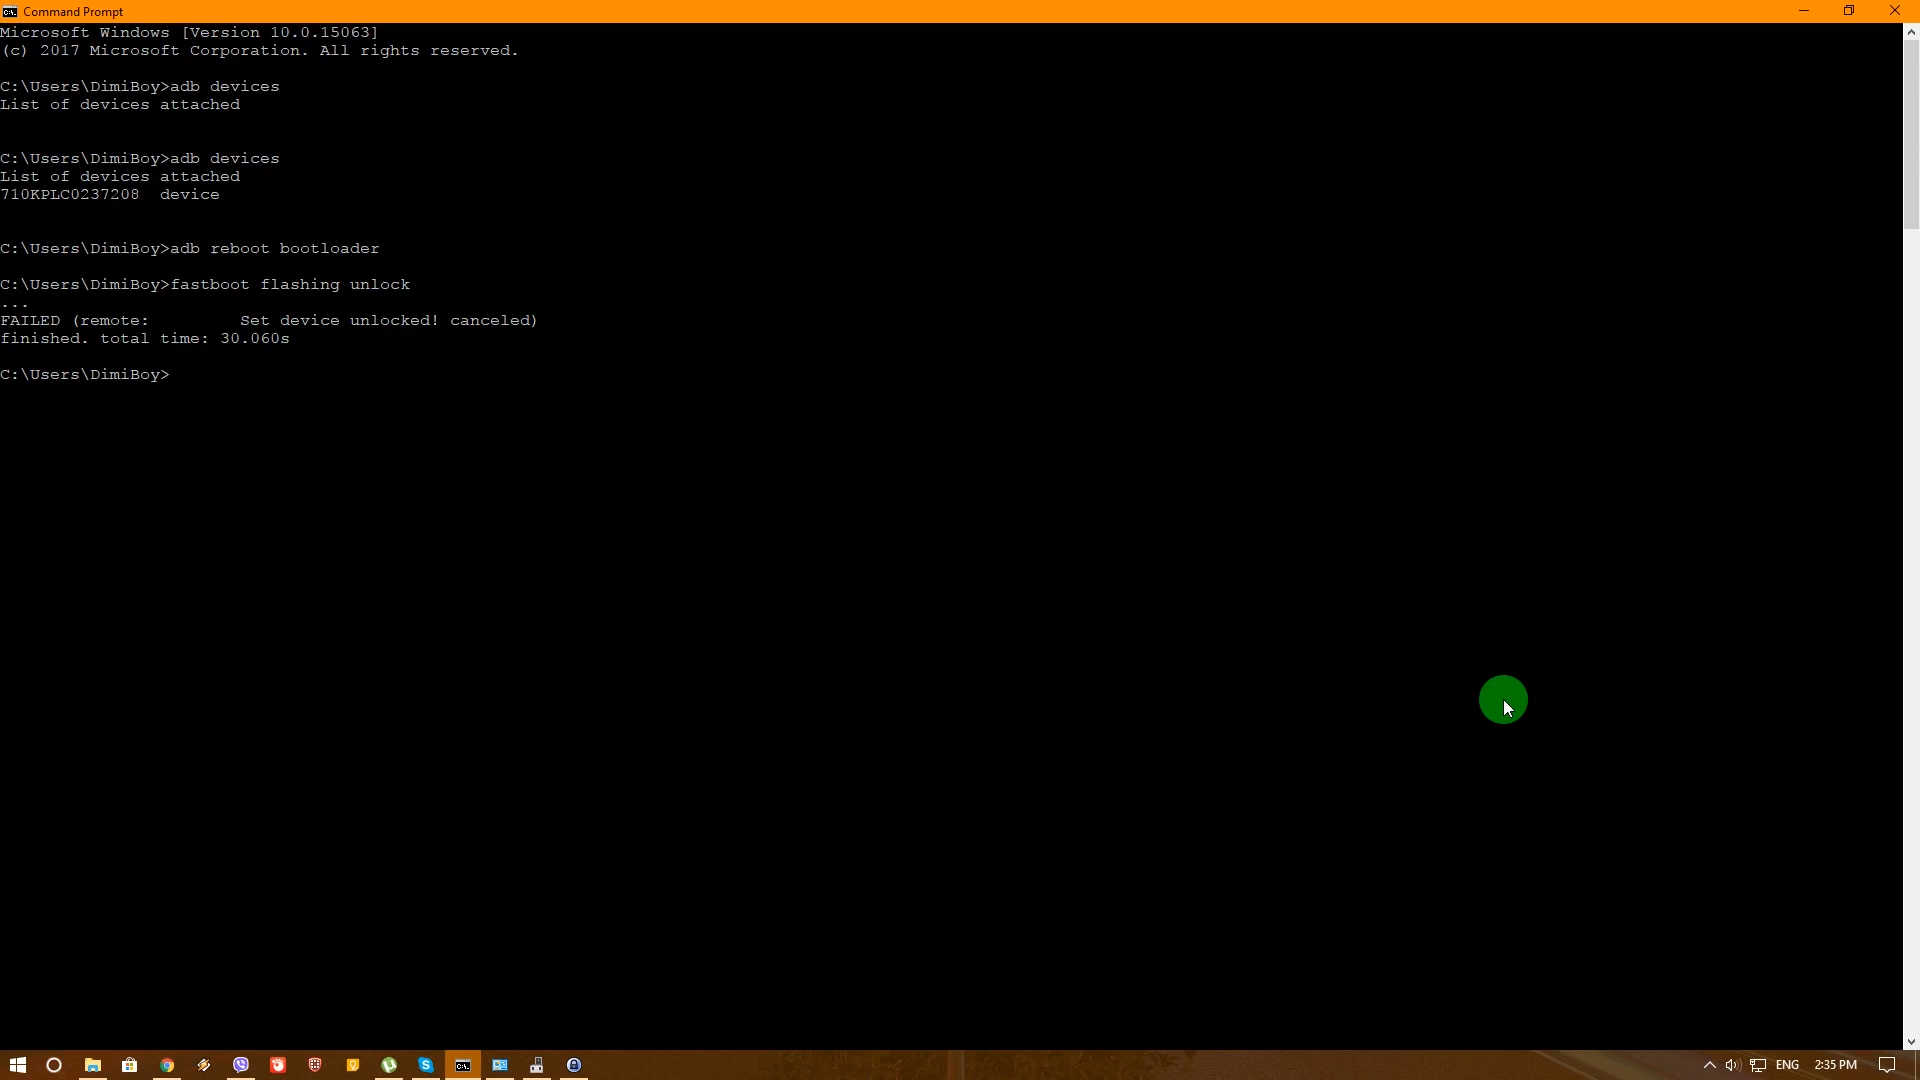 Command Prompt
Microsoft Windows [Version 10.0.15063]
(c) 2017 Microsoft Corporation. All rights reserved.
C:\Users\DimiBoy>adb devices
List of devices attached
C:\Users\DimiBoy>adb devices
List of devices attached
710KPLC0237208  device
C:\Users\DimiBoy>adb reboot bootloader
C:\Users\DimiBoy>fastboot flashing unlock
...
FAILED (remote:         Set device unlocked! canceled)
finished. total time: 30.060s
C:\Users\DimiBoy>
ENG 2:35 PM